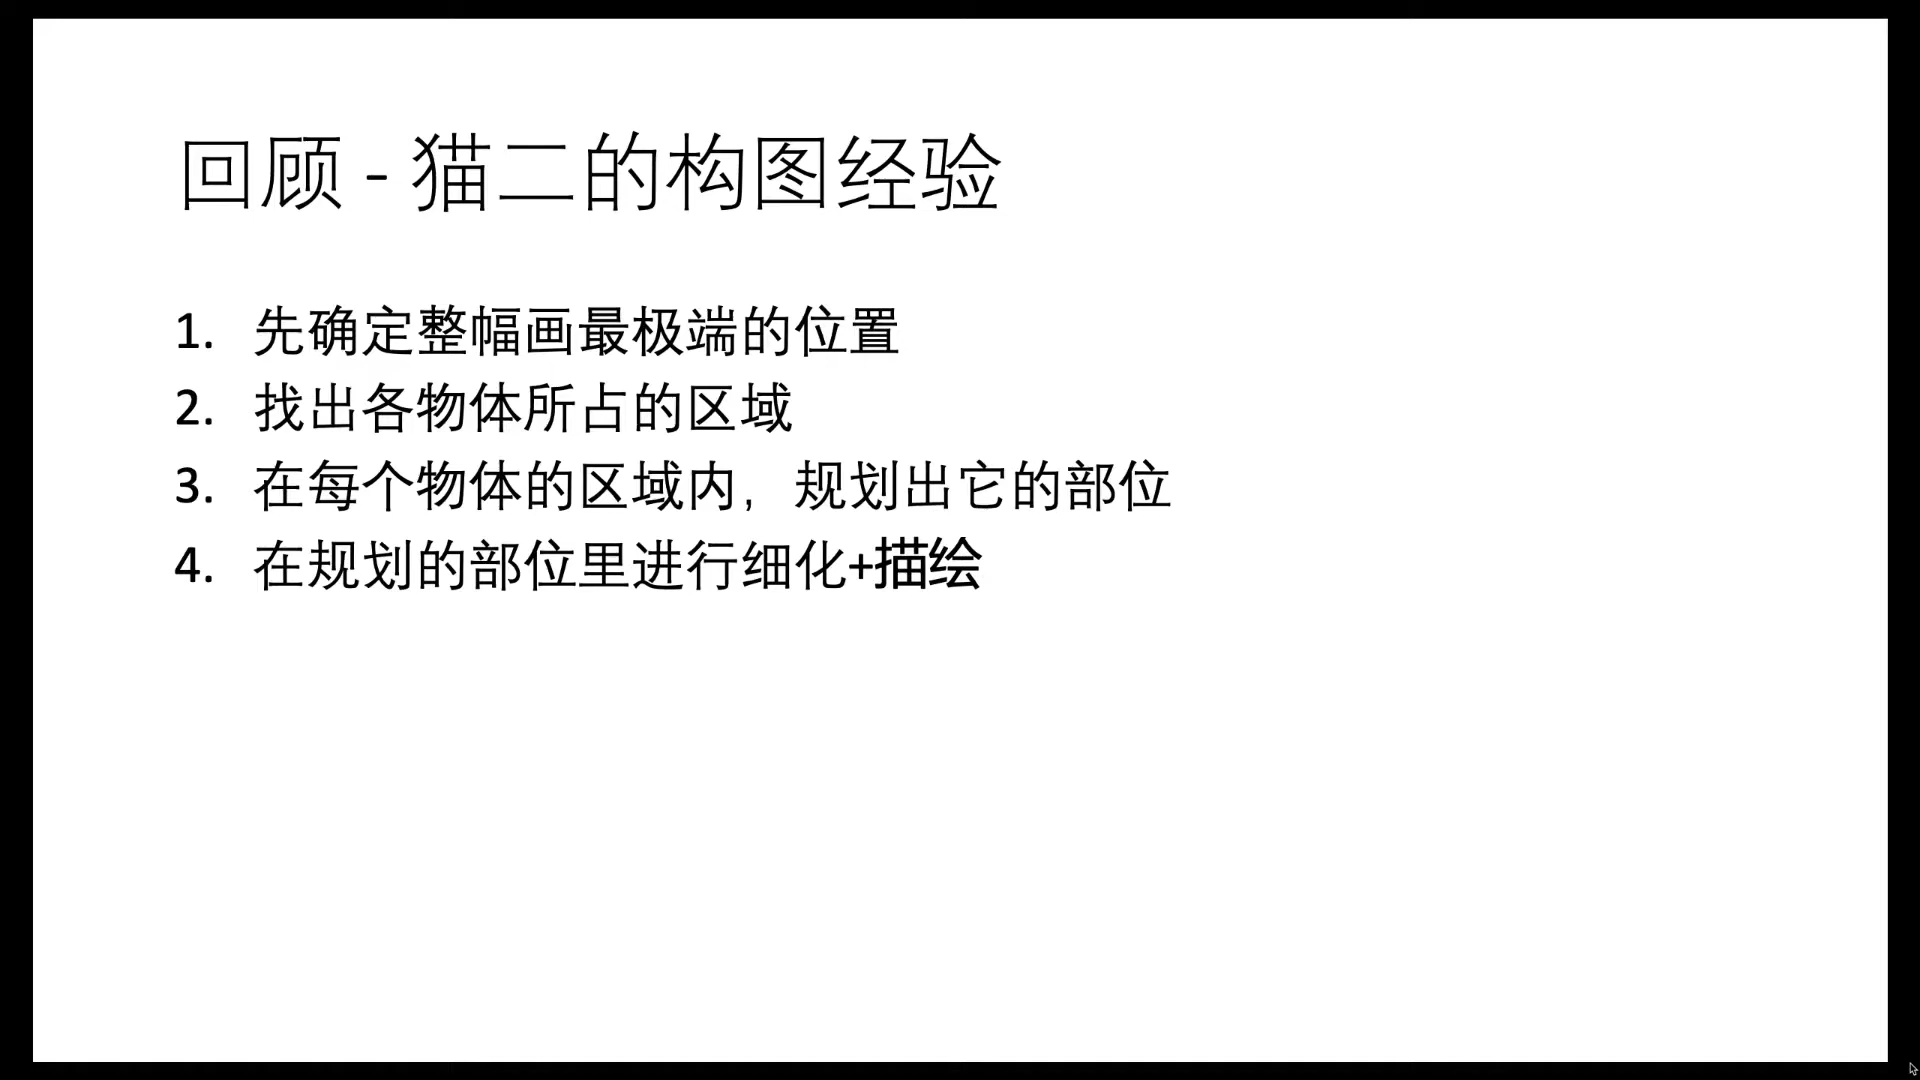 回顾 - 猫二的构图经验
1. 先确定整幅画最极端的位置
2. 找出各物体所占的区域
3. 在每个物体的区域内，规划出它的部位
4. 在规划的部位里进行细化+描绘